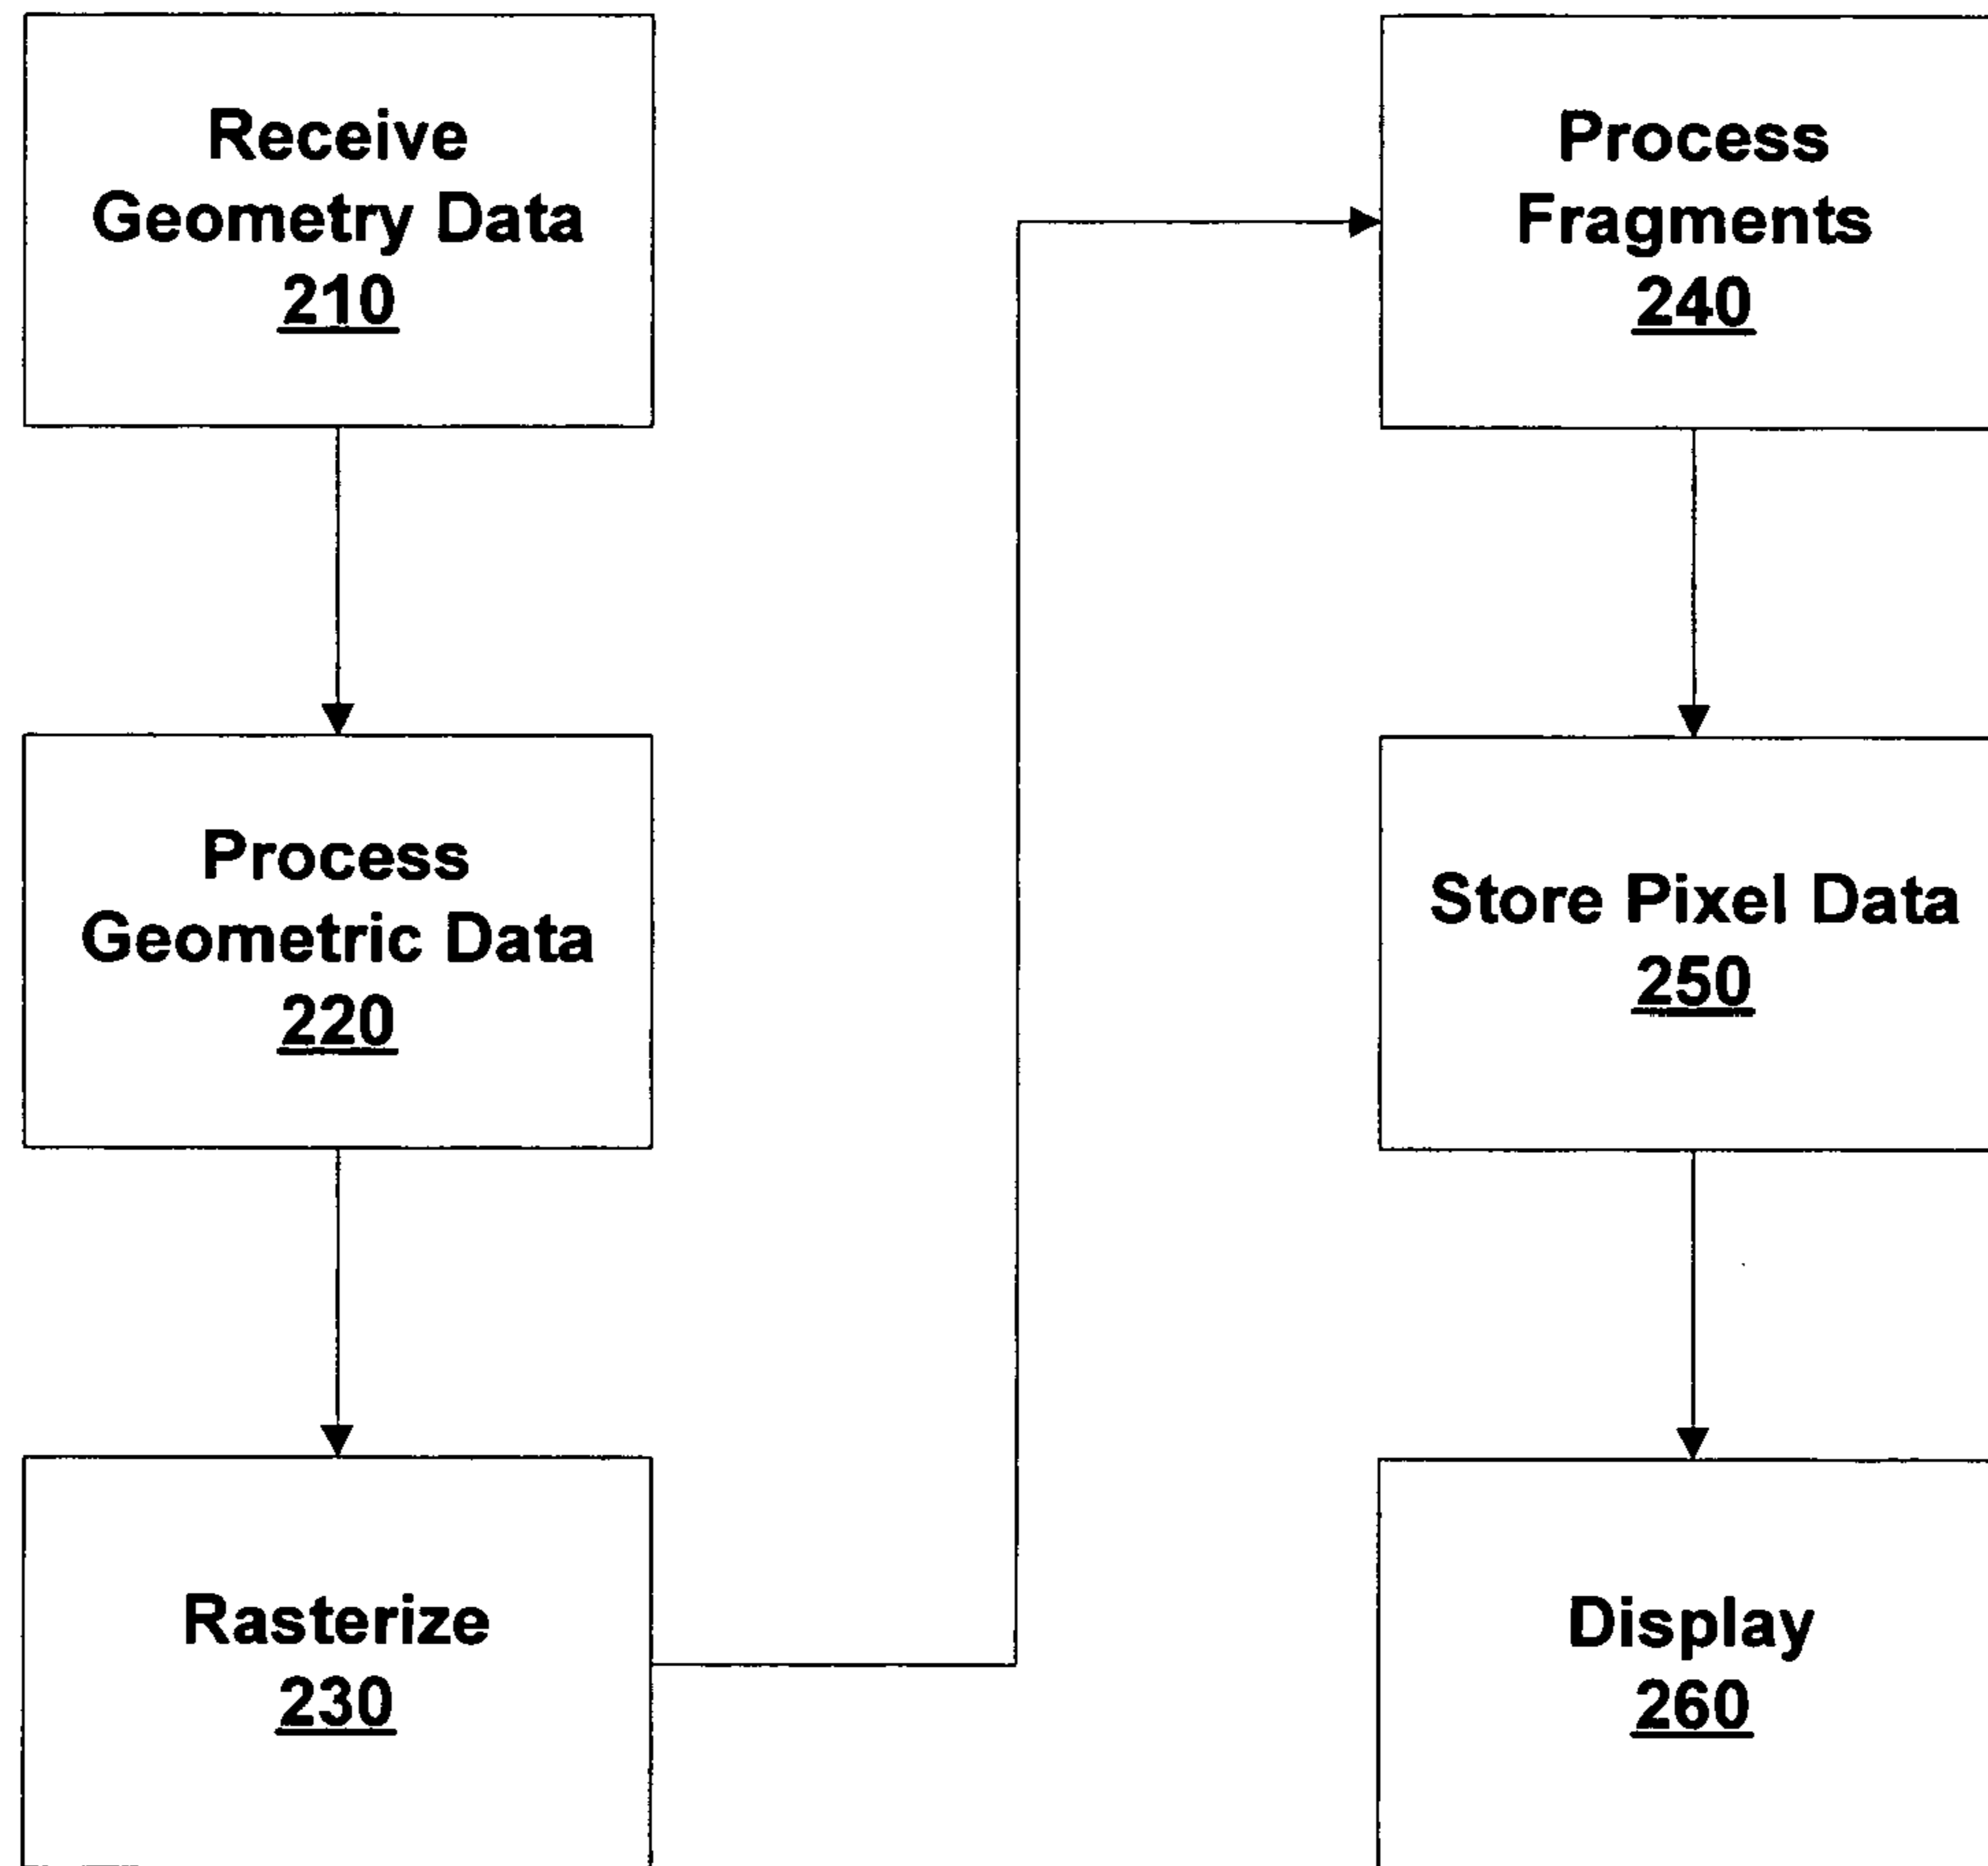 Receive
Geometry Data
210
Process
Geometric Data
220
Rasterize
230
Process
Fragments
240
Store Pixel Data
250
Display
260